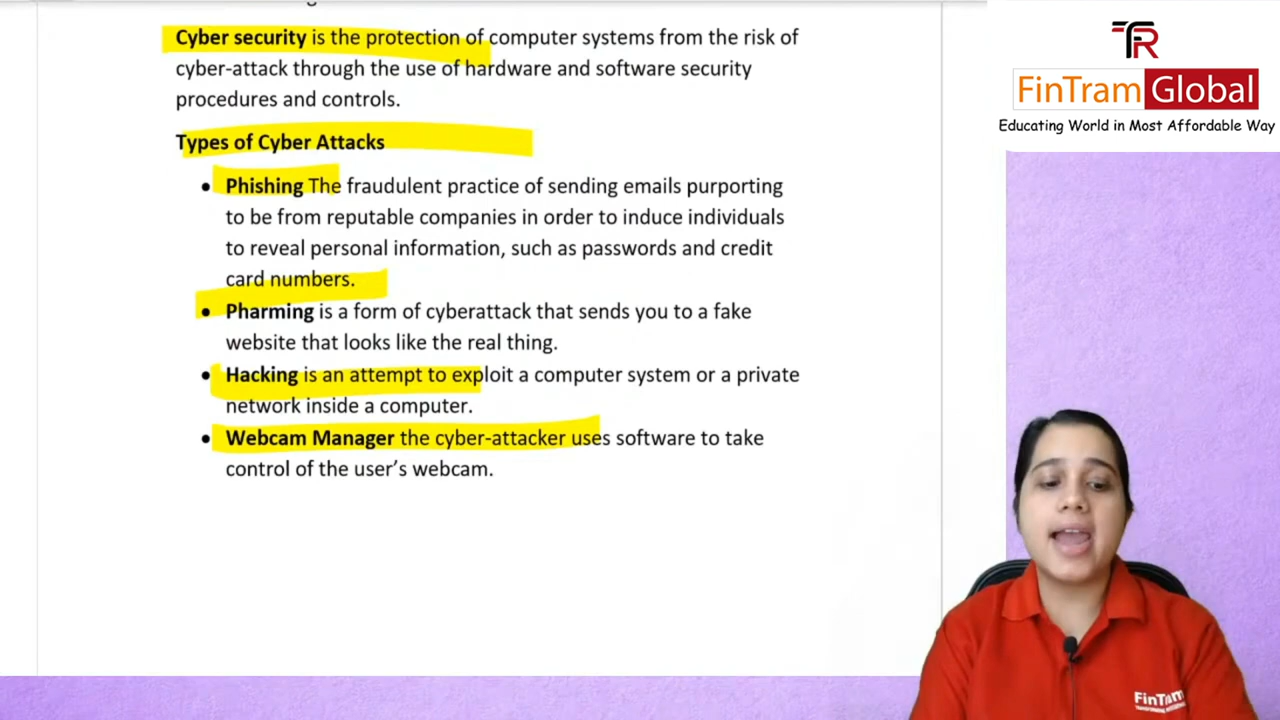 Cyber security is the protection of computer systems from the risk of
cyber-attack through the use of hardware and software security
procedures and controls.
Types of Cyber Attacks
• Phishing The fraudulent practice of sending emails purporting
to be from reputable companies in order to induce individuals
to reveal personal information, such as passwords and credit
card numbers.
• Pharming is a form of cyberattack that sends you to a fake
website that looks like the real thing.
• Hacking is an attempt to exploit a computer system or a private
network inside a computer.
• Webcam Manager the cyber-attacker uses software to take
control of the user’s webcam.
FinTram Global
Educating World in Most Affordable Way
FinTram